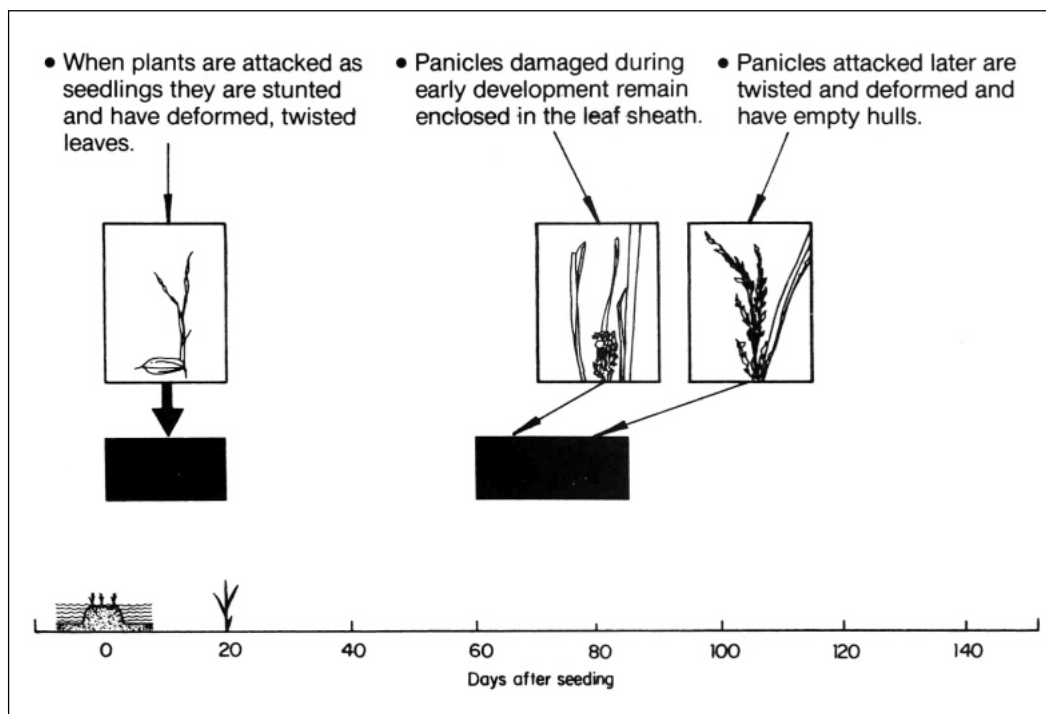 • When plants are attacked as
seedlings they are stunted
and have deformed, twisted
leaves.
• Panicles damaged during
early development remain
enclosed in the leaf sheath.
• Panicles attacked later are
twisted and deformed and
have empty hulls.
0 20 40 60 80 100 120 140
Days after seeding